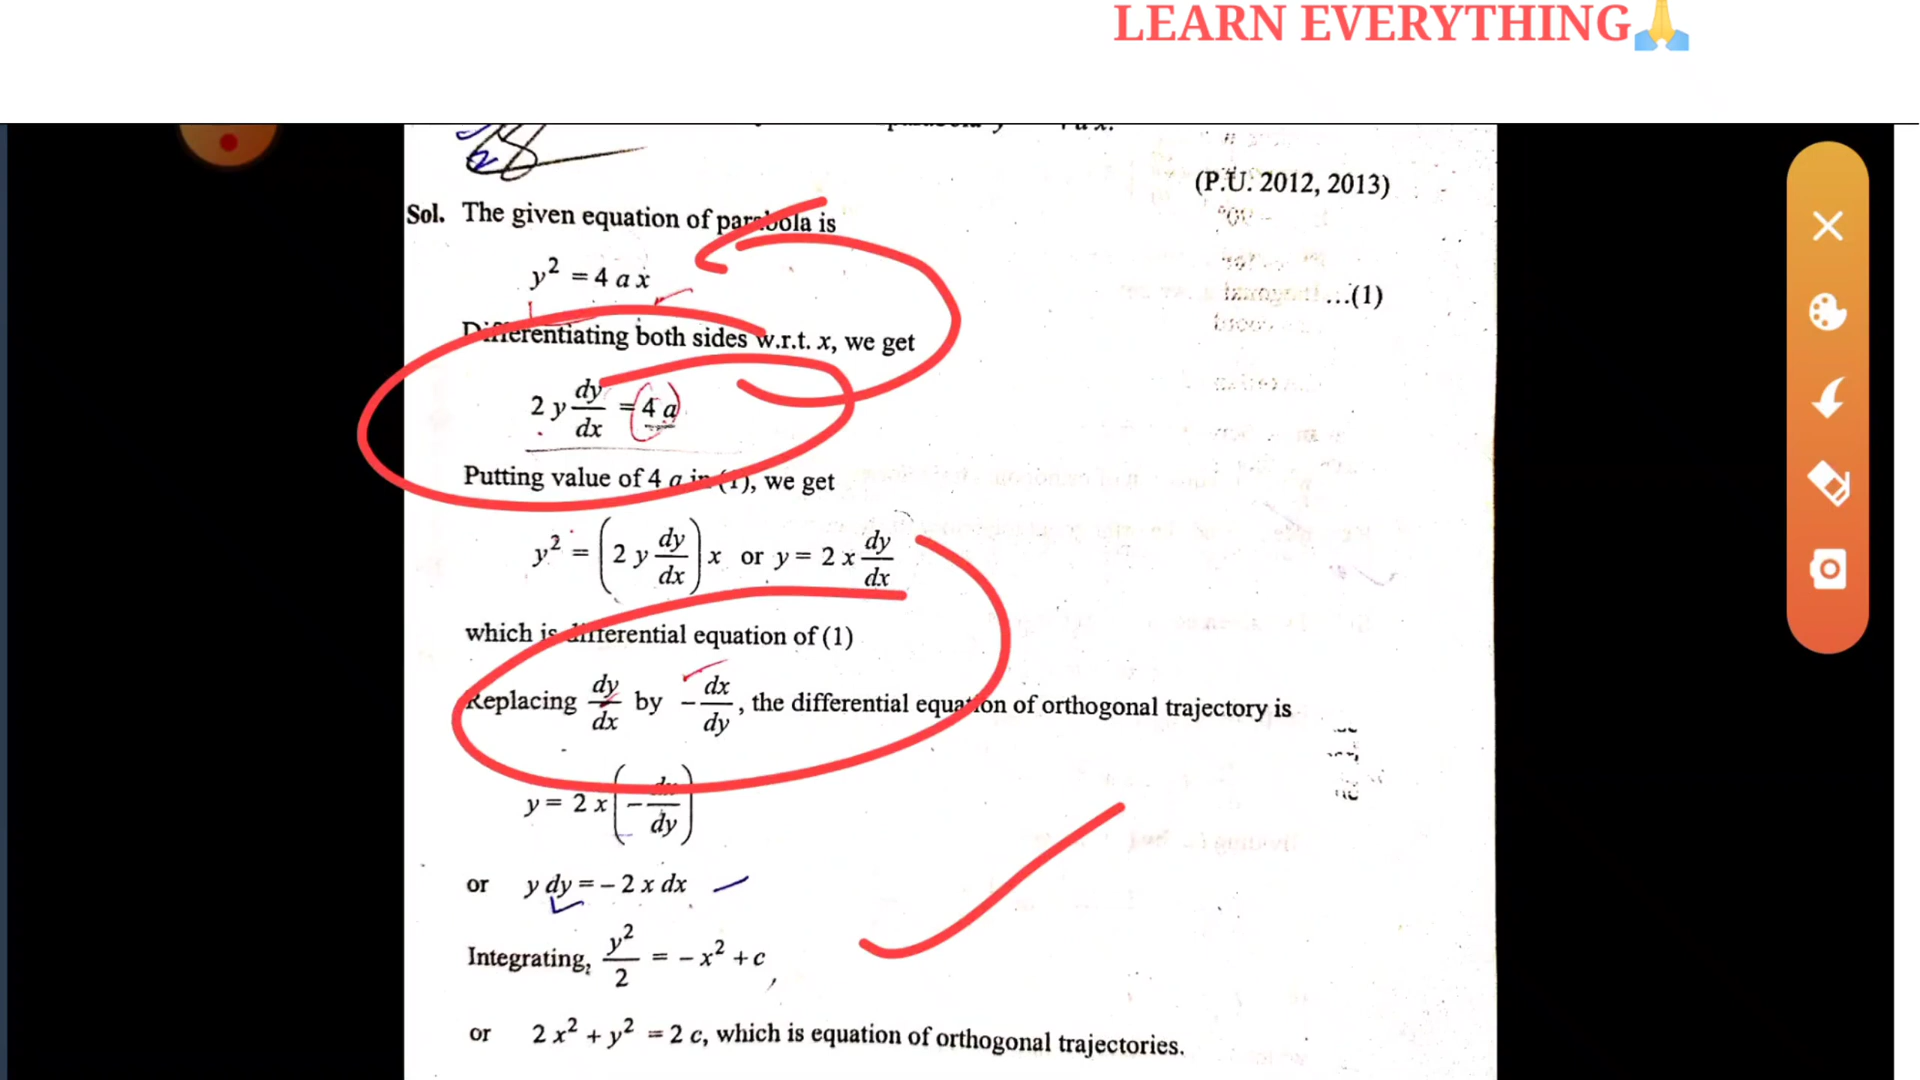 LEARN EVERYTHING🙏
(P.U. 2012, 2013)
Sol. The given equation of parabola is
y² = 4 a x ...(1)
Differentiating both sides w.r.t. x, we get
2 y dy/dx = 4 a
Putting value of 4 a in (1), we get
y² = (2 y dy/dx) x or y = 2 x dy/dx
which is differential equation of (1)
Replacing dy/dx by − dx/dy, the differential equation of orthogonal trajectory is
y = 2 x (− dx/dy)
or y dy = − 2 x dx
Integrating, y²/2 = − x² + c
or 2 x² + y² = 2 c, which is equation of orthogonal trajectories.